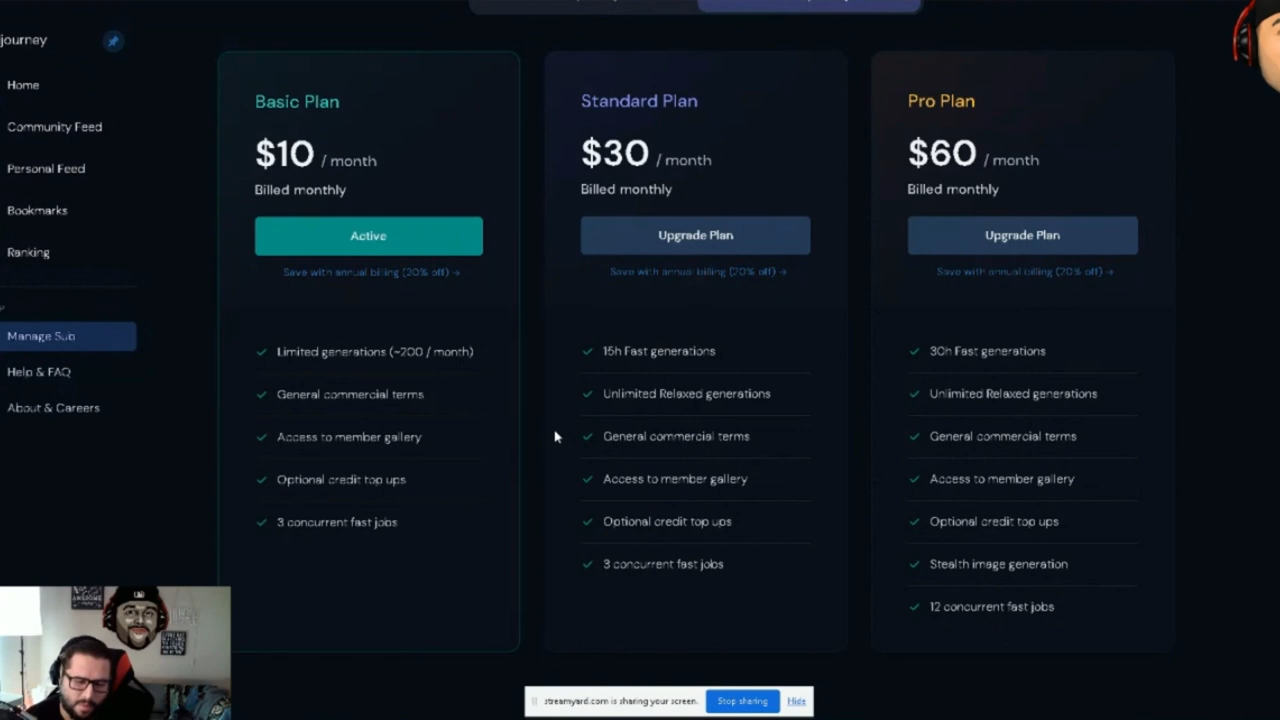 journey
Home
Community Feed
Personal Feed
Bookmarks
Ranking
Manage Sub
Help & FAQ
About & Careers
Basic Plan
$10 / month
Billed monthly
Active
Save with annual billing (20% off) →
Limited generations (~200 / month)
General commercial terms
Access to member gallery
Optional credit top ups
3 concurrent fast jobs
Standard Plan
$30 / month
Billed monthly
Upgrade Plan
Save with annual billing (20% off) →
15h Fast generations
Unlimited Relaxed generations
General commercial terms
Access to member gallery
Optional credit top ups
3 concurrent fast jobs
Pro Plan
$60 / month
Billed monthly
Upgrade Plan
Save with annual billing (20% off) →
30h Fast generations
Unlimited Relaxed generations
General commercial terms
Access to member gallery
Optional credit top ups
Stealth image generation
12 concurrent fast jobs
streamyard.com is sharing your screen.
Stop sharing
Hide